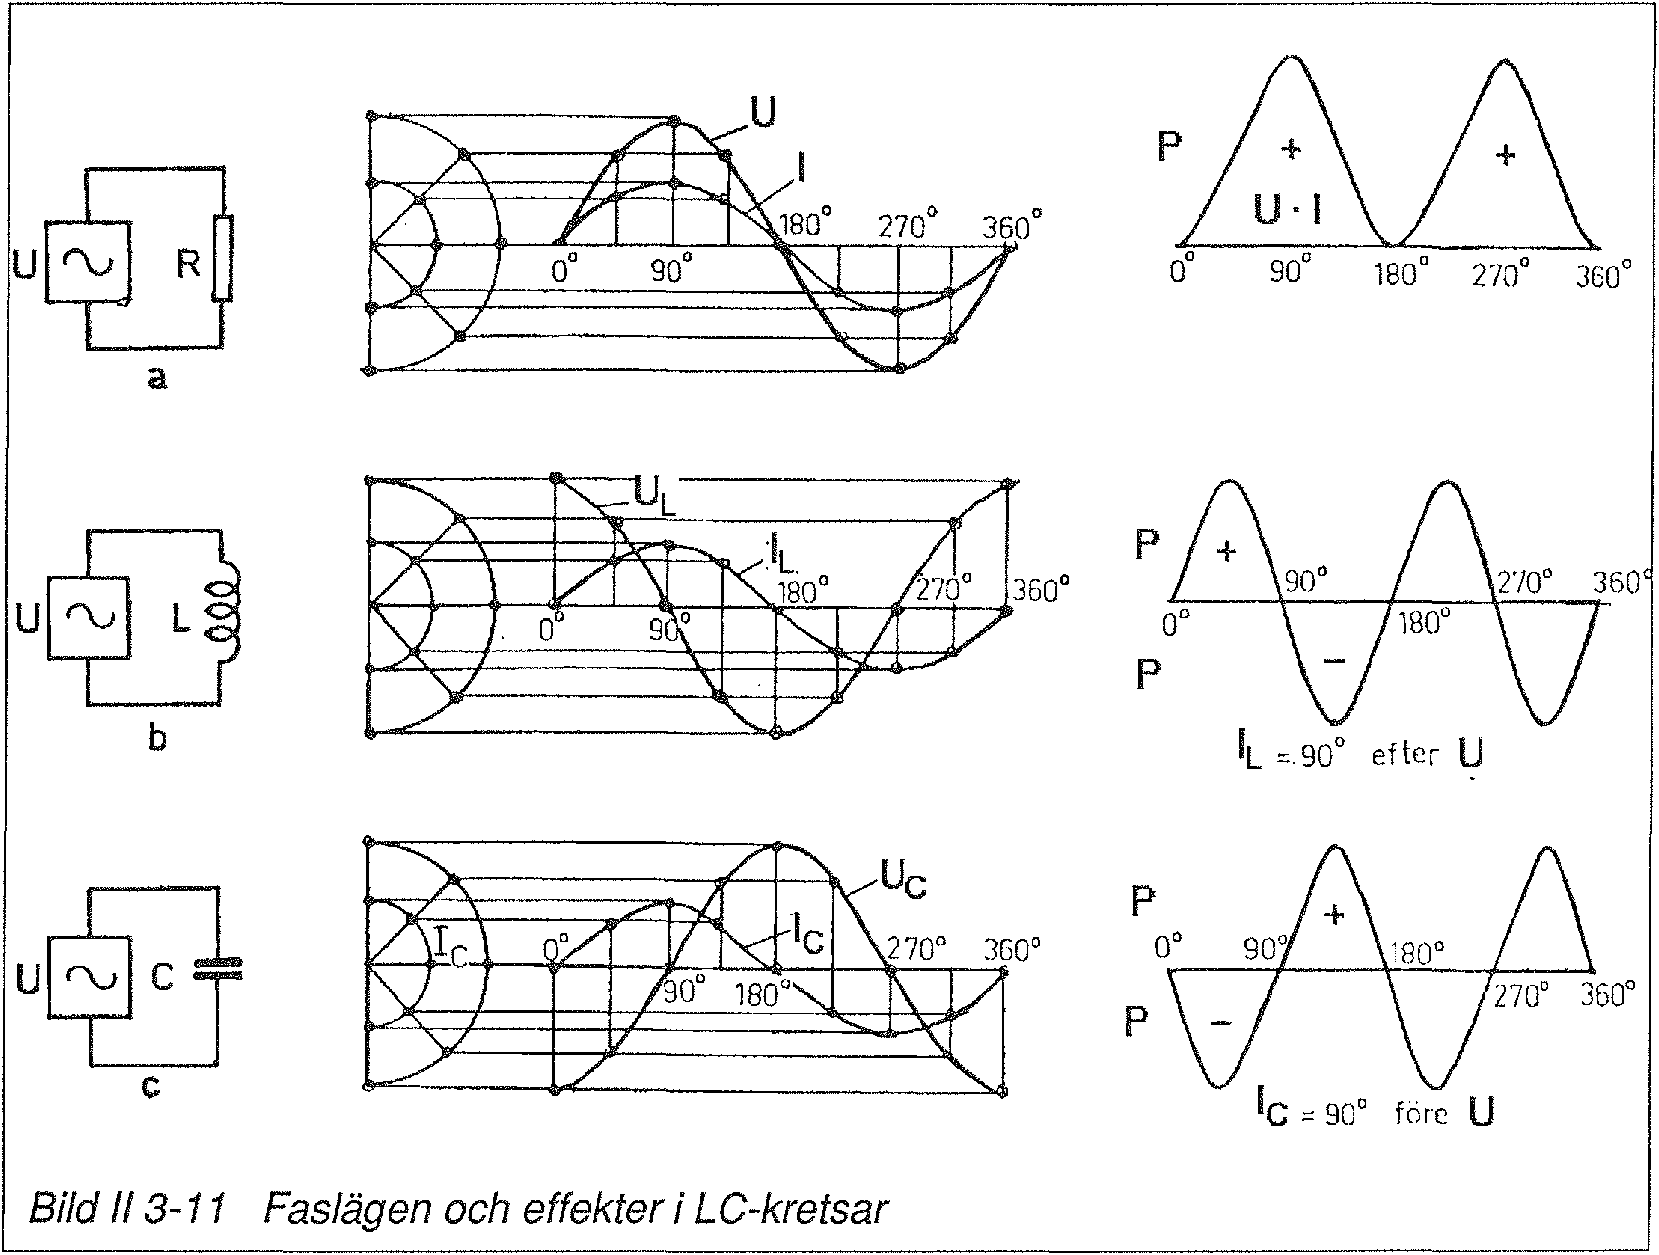 U
R
a
U
I
0° 90° 180° 270° 360°
P
+
+
U · I
0° 90° 180° 270° 360°
U
L
b
U_L
I_L
0° 90° 180° 270° 360°
P
+
P
−
0° 90° 180° 270° 360°
I_L = 90° efter U
U
C
c
I_C
U_C
I_C
0° 90° 180° 270° 360°
P
+
P
−
0° 90° 180° 270° 360°
I_C = 90° före U
Bild II 3-11 Faslägen och effekter i LC-kretsar